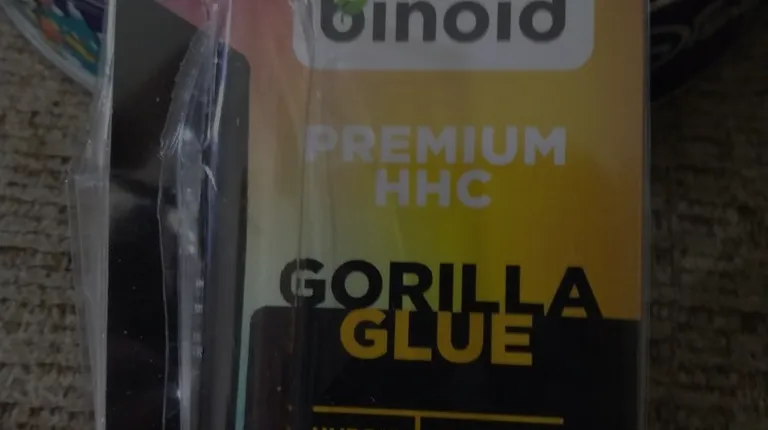 binoid
PREMIUM
HHC
GORILLA
GLUE